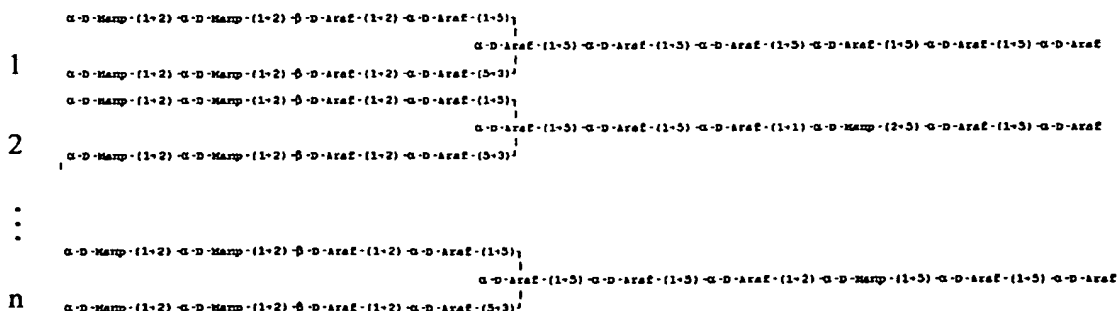 α-D-Manp-(1→2)-α-D-Manp-(1→2)-β-D-Araf-(1→2)-α-D-Araf-(1→5)
α-D-Araf-(1→5)-α-D-Araf-(1→5)-α-D-Araf-(1→5)-α-D-Araf-(1→5)-α-D-Araf-(1→5)-α-D-Araf
1
α-D-Manp-(1→2)-α-D-Manp-(1→2)-β-D-Araf-(1→2)-α-D-Araf-(5→3)
α-D-Manp-(1→2)-α-D-Manp-(1→2)-β-D-Araf-(1→2)-α-D-Araf-(1→5)
α-D-Araf-(1→5)-α-D-Araf-(1→5)-α-D-Araf-(1→1)-α-D-Manp-(2→5)-α-D-Araf-(1→5)-α-D-Araf
2
α-D-Manp-(1→2)-α-D-Manp-(1→2)-β-D-Araf-(1→2)-α-D-Araf-(5→3)
α-D-Manp-(1→2)-α-D-Manp-(1→2)-β-D-Araf-(1→2)-α-D-Araf-(1→5)
α-D-Araf-(1→5)-α-D-Araf-(1→5)-α-D-Araf-(1→2)-α-D-Manp-(1→5)-α-D-Araf-(1→5)-α-D-Araf
n
α-D-Manp-(1→2)-α-D-Manp-(1→2)-β-D-Araf-(1→2)-α-D-Araf-(5→3)